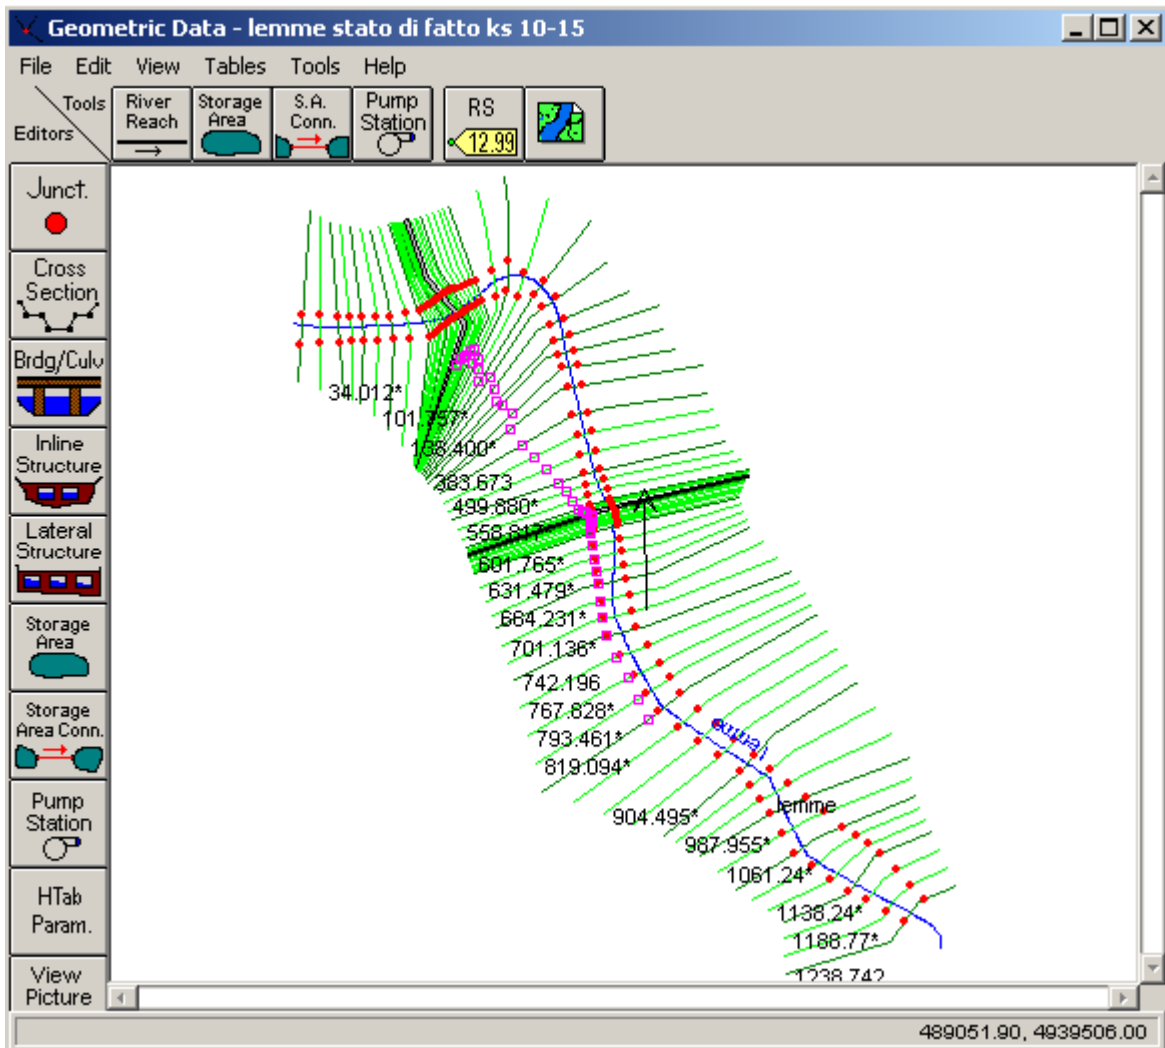 Geometric Data - lemme stato di fatto ks 10-15
File Edit View Tables Tools Help
Tools
Editors
River Reach
Storage Area
S.A. Conn.
Pump Station
RS
12.99
Junct.
Cross Section
Brdg/Culv
Inline Structure
Lateral Structure
Storage Area
Storage Area Conn.
Pump Station
HTab Param.
View Picture
34.012*
101.757*
138.400*
383.673
499.880*
558.817
601.765*
631.479*
664.231*
701.136*
742.196
767.828*
793.461*
819.094*
904.495*
lemme
987.955*
1061.24*
1138.24*
1188.77*
1238.742
489051.90, 4939506.00